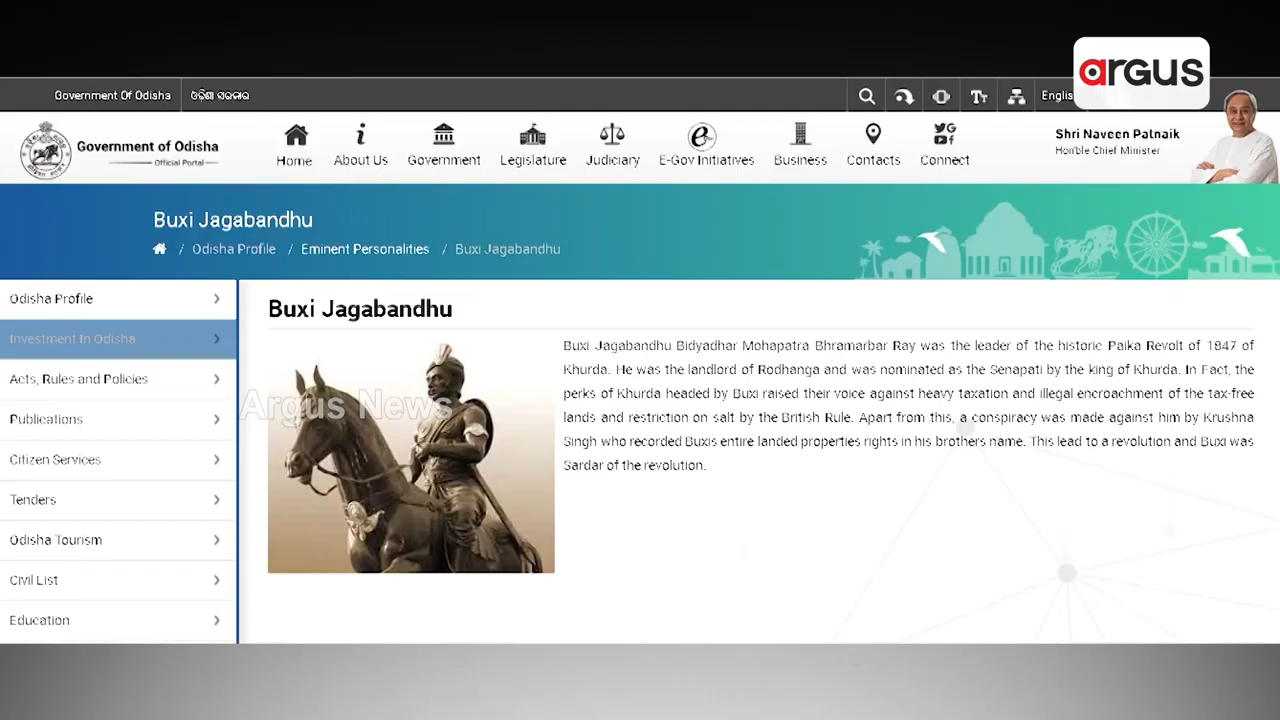 argus
Government Of Odisha
ଓଡ଼ିଶା ସରକାର
Tr
Englis
Government of Odisha
Official Portal
Home
About Us
Government
Legislature
Judiciary
E-Gov Initiatives
Business
Contacts
Connect
Shri Naveen Patnaik
Hon'ble Chief Minister
Buxi Jagabandhu
/ Odisha Profile / Eminent Personalities / Buxi Jagabandhu
Odisha Profile
Investment In Odisha
Acts, Rules and Policies
Publications
Citizen Services
Tenders
Odisha Tourism
Civil List
Education
Buxi Jagabandhu
Argus News
Buxi Jagabandhu Bidyadhar Mohapatra Bhramarbar Ray was the leader of the historic Paika Revolt of 1847 of
Khurda. He was the landlord of Rodhanga and was nominated as the Senapati by the king of Khurda. In Fact, the
perks of Khurda headed by Buxi raised their voice against heavy taxation and illegal encroachment of the tax-free
lands and restriction on salt by the British Rule. Apart from this, a conspiracy was made against him by Krushna
Singh who recorded Buxis entire landed properties rights in his brothers name. This lead to a revolution and Buxi was
Sardar of the revolution.